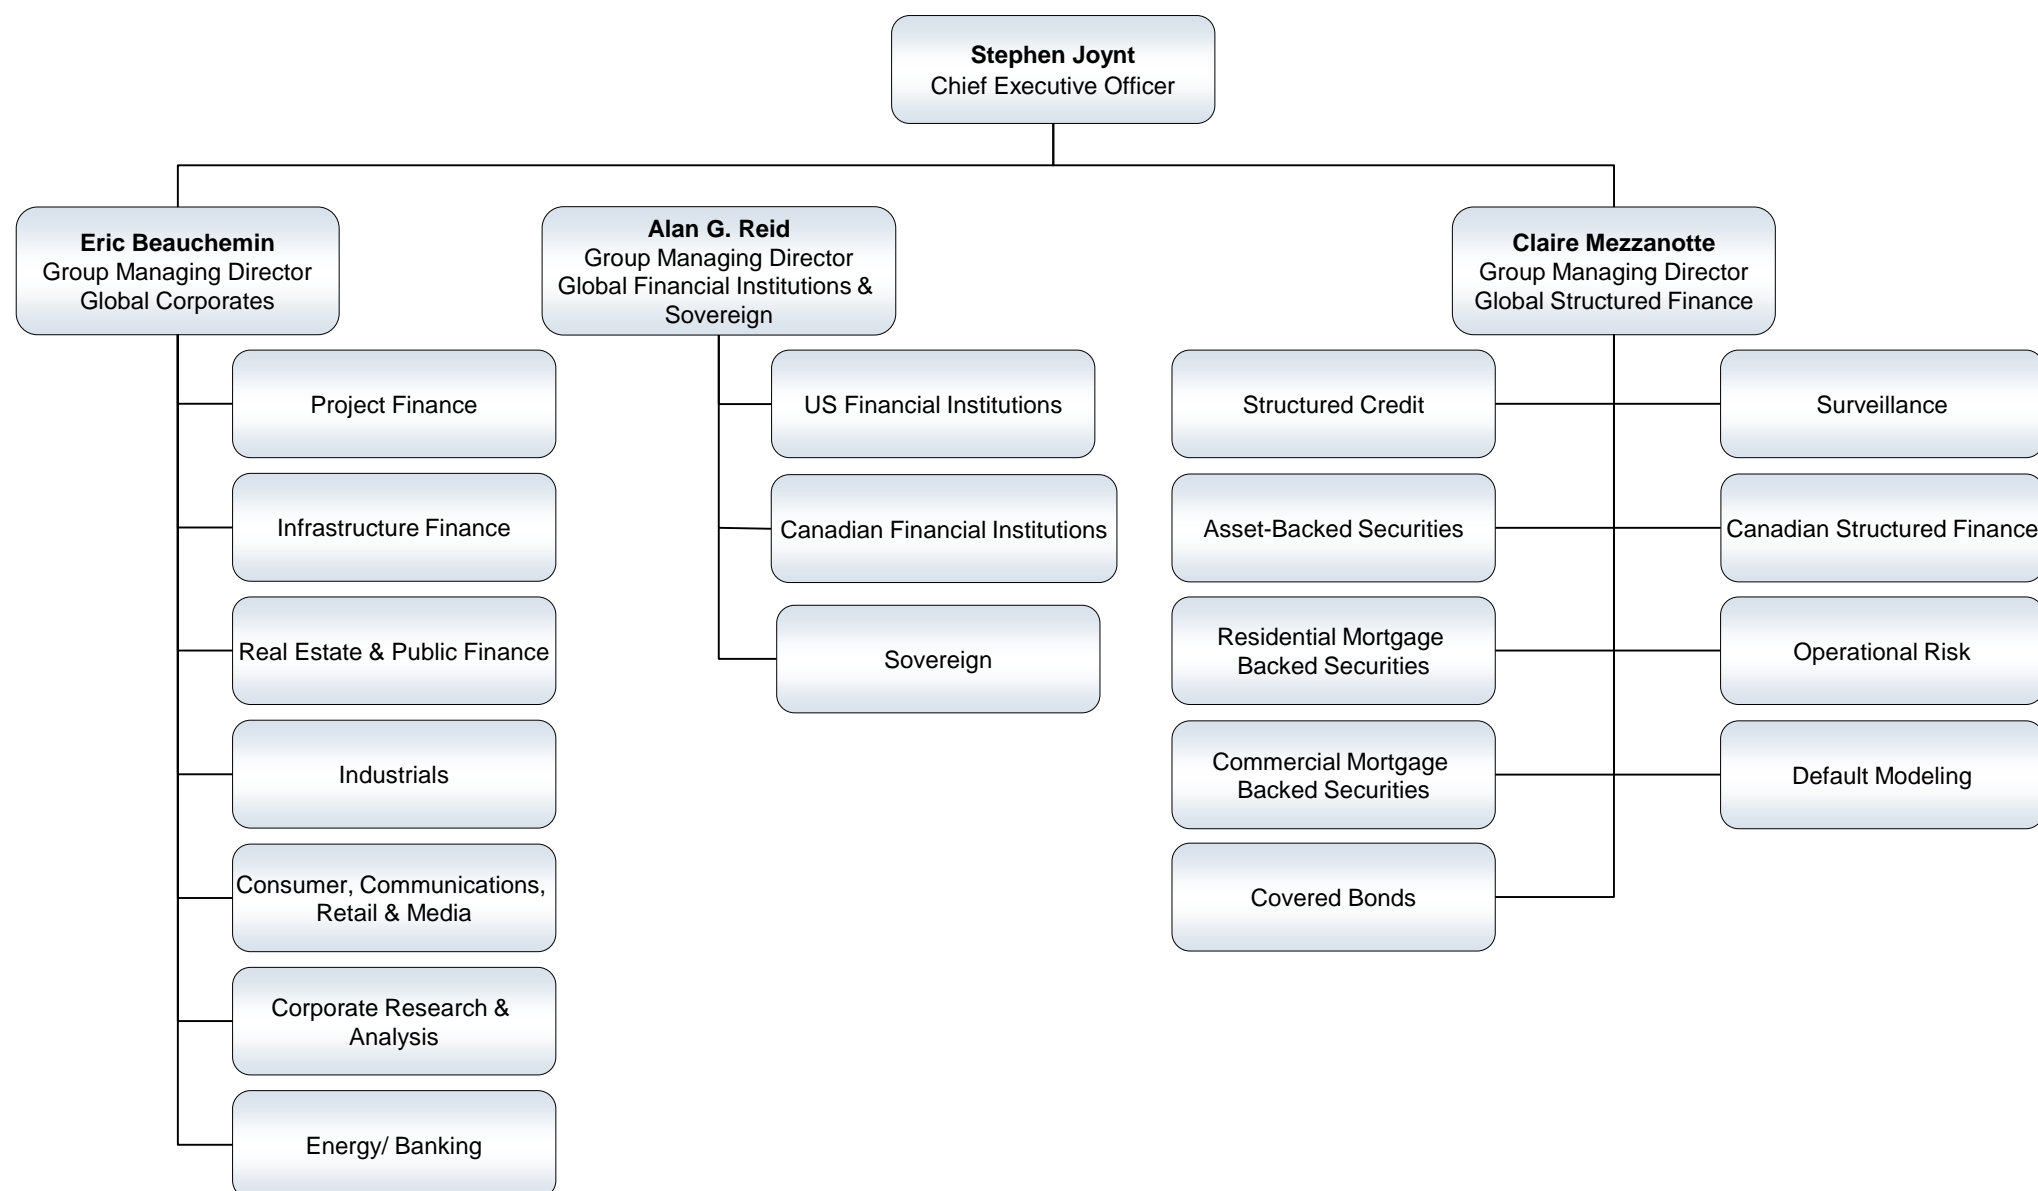 Stephen Joynt
Chief Executive Officer
Eric Beauchemin
Group Managing Director
Global Corporates
Alan G. Reid
Group Managing Director
Global Financial Institutions &
Sovereign
Claire Mezzanotte
Group Managing Director
Global Structured Finance
Project Finance
Infrastructure Finance
Real Estate & Public Finance
Industrials
Consumer, Communications,
Retail & Media
Corporate Research &
Analysis
Energy/ Banking
US Financial Institutions
Canadian Financial Institutions
Sovereign
Structured Credit
Asset-Backed Securities
Residential Mortgage
Backed Securities
Commercial Mortgage
Backed Securities
Covered Bonds
Surveillance
Canadian Structured Finance
Operational Risk
Default Modeling